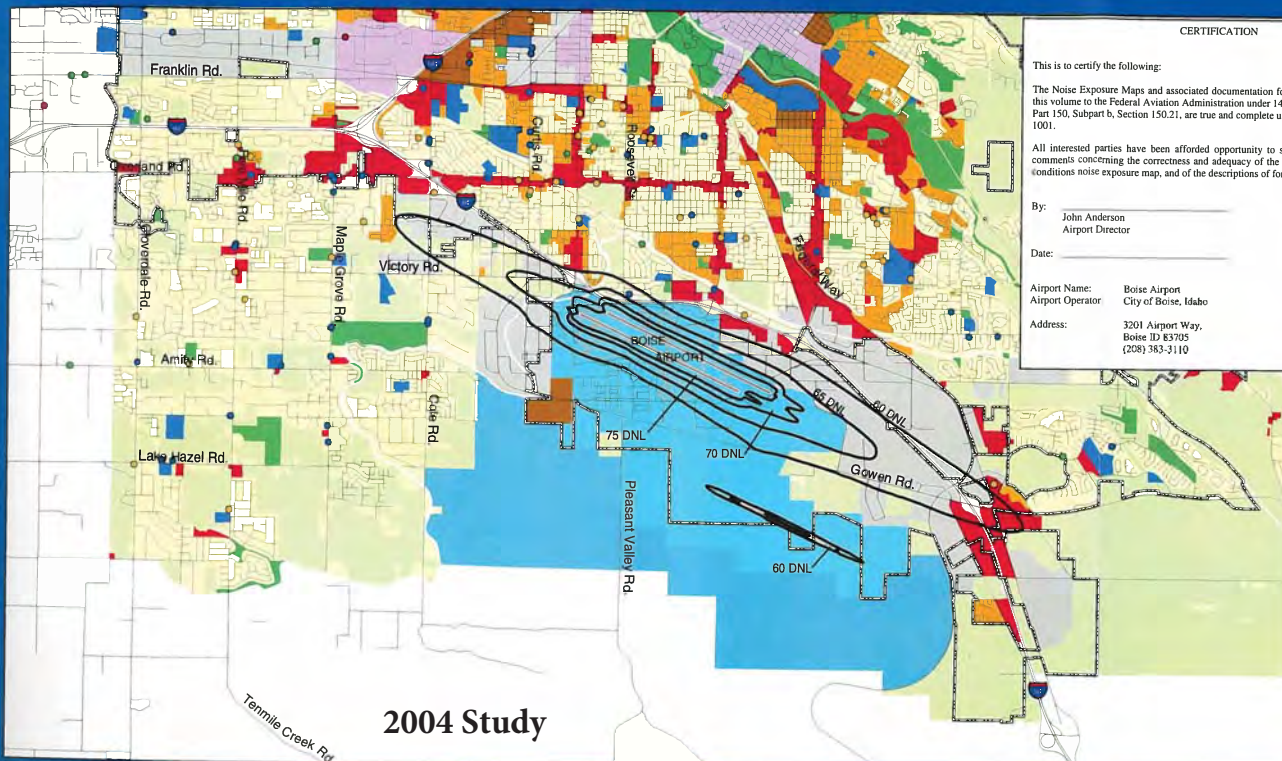 CERTIFICATION
This is to certify the following:
The Noise Exposure Maps and associated documentation fo
this volume to the Federal Aviation Administration under 14
Part 150, Subpart b, Section 150.21, are true and complete u
1001.
All interested parties have been afforded opportunity to s
comments concerning the correctness and adequacy of the
conditions noise exposure map, and of the descriptions of for
By:
John Anderson
Airport Director
Date:
Airport Name: Boise Airport
Airport Operator City of Boise, Idaho
Address: 3201 Airport Way,
Boise ID 83705
(208) 383-3110
Franklin Rd.
Curtis Rd.
Roosevelt
Maple Grove Rd.
Victory Rd.
Federal Way
Cloverdale Rd.
BOISE
AIRPORT
Amity Rd.
Cole Rd.
65 DNL
60 DNL
75 DNL
70 DNL
Lake Hazel Rd.
Gowen Rd.
Pleasant Valley Rd.
60 DNL
Tenmile Creek Rd
2004 Study